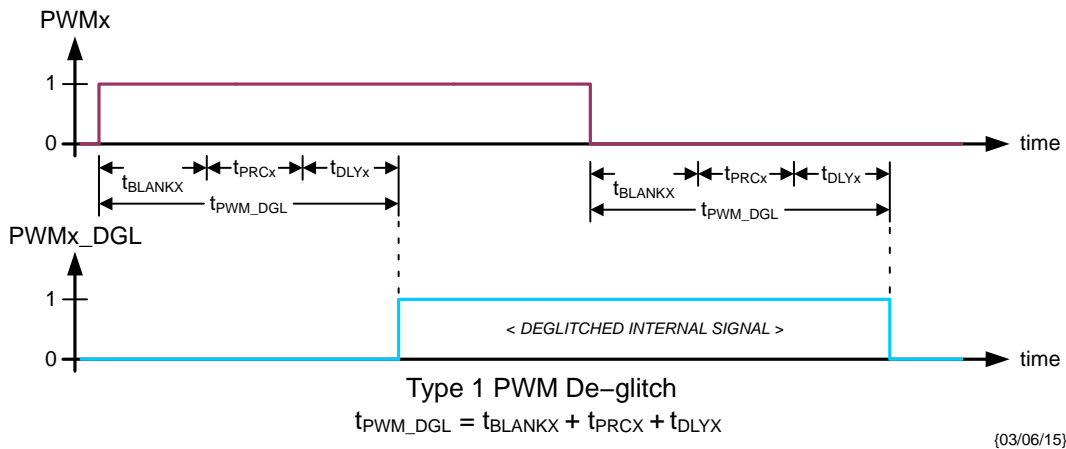 PWMx
1
0
time
tBLANKX
tPRCx
tDLYx
tPWM_DGL
tBLANKX
tPRCx
tDLYx
tPWM_DGL
PWMx_DGL
1
< DEGLITCHED INTERNAL SIGNAL >
0
time
Type 1 PWM De−glitch
tPWM_DGL = tBLANKX + tPRCX + tDLYX
{03/06/15}